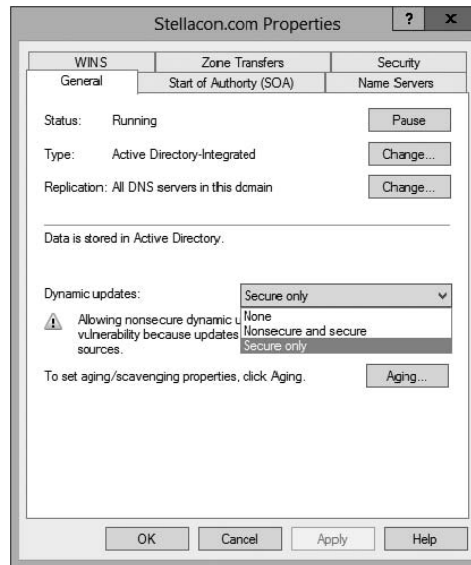 Stellacon.com Properties
? x
WINS Zone Transfers Security
General Start of Authorty (SOA) Name Servers
Status: Running Pause
Type: Active Directory-Integrated Change...
Replication: All DNS servers in this domain Change...
Data is stored in Active Directory.
Dynamic updates: Secure only
None
Nonsecure and secure
Secure only
Allowing nonsecure dynamic u
vulnerability because updates
sources.
To set aging/scavenging properties, click Aging. Aging...
OK Cancel Apply Help